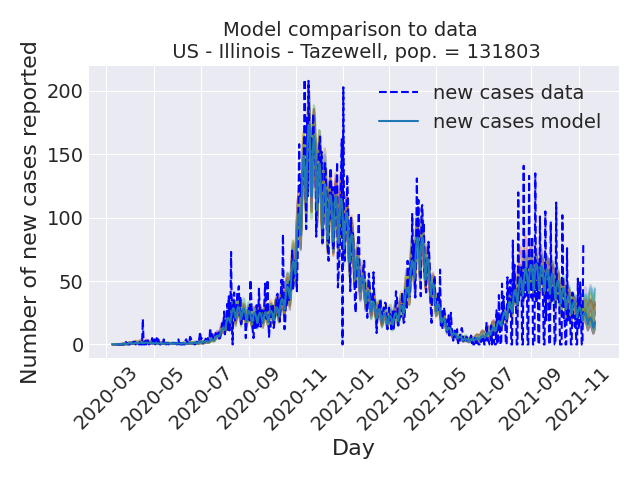 Model comparison to data
US - Illinois - Tazewell, pop. = 131803
Number of new cases reported
200
150
100
50
0
new cases data
new cases model
2020-03
2020-05
2020-07
2020-09
2020-11
2021-01
2021-03
2021-05
2021-07
2021-09
2021-11
Day